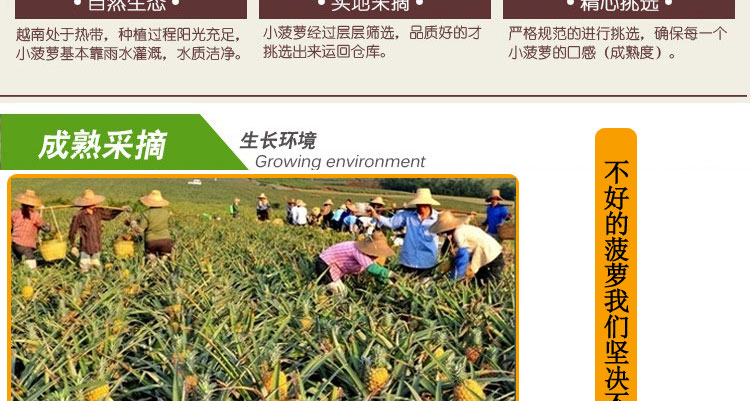 • 自然生态 •
越南处于热带，种植过程阳光充足，
小菠萝基本靠雨水灌溉，水质洁净。
• 实地采摘 •
小菠萝经过层层筛选，品质好的才
挑选出来运回仓库。
• 精心挑选 •
严格规范的进行挑选，确保每一个
小菠萝的口感（成熟度）。
成熟采摘
生长环境
Growing environment
不好的菠萝我们坚决不